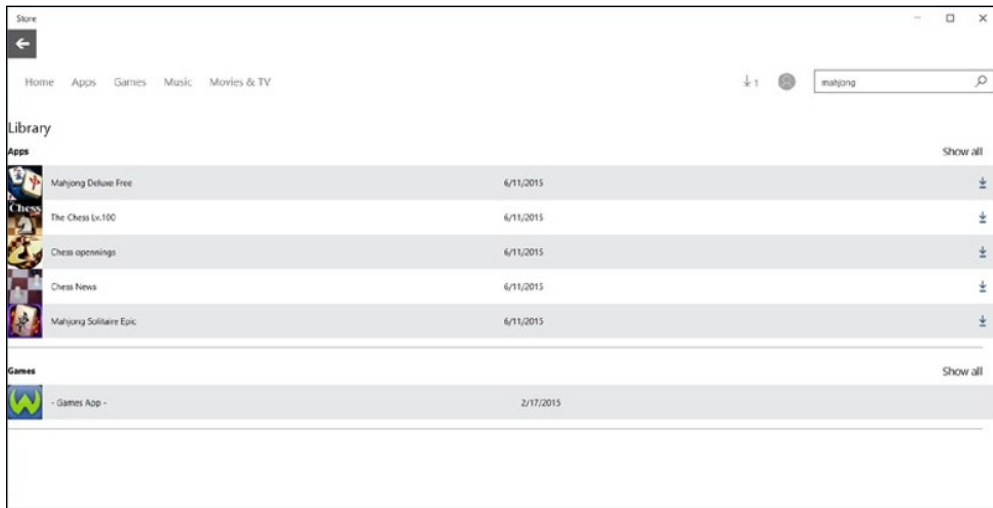 Store
Home Apps Games Music Movies & TV 1 mahjong
Library
Apps Show all
Mahjong Deluxe Free 6/11/2015
Chess
The Chess Lv.100 6/11/2015
Chess opennings 6/11/2015
Chess News 6/11/2015
Mahjong Solitaire Epic 6/11/2015
Games Show all
- Games App - 2/17/2015